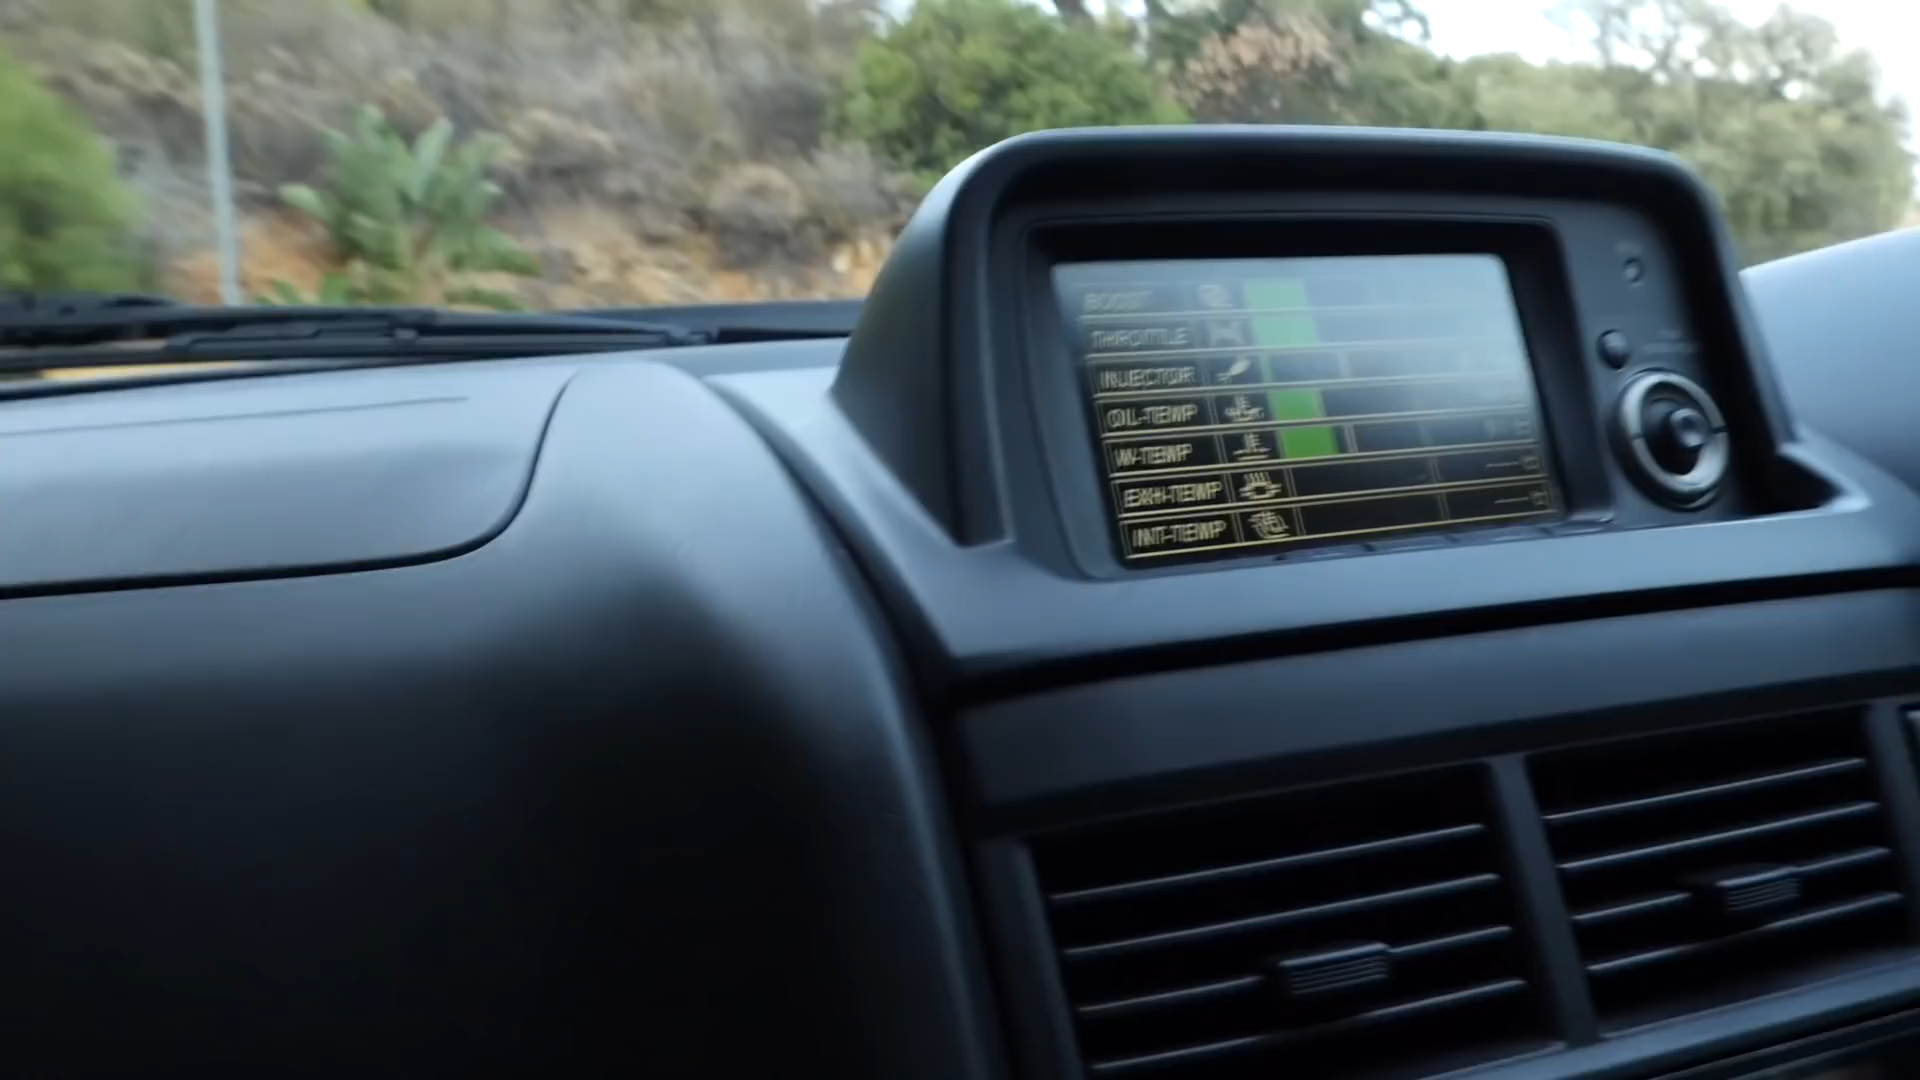 BOOST
THROTTLE
INJECTOR
OIL-TEMP
W-TEMP
EXH-TEMP
INT-TEMP